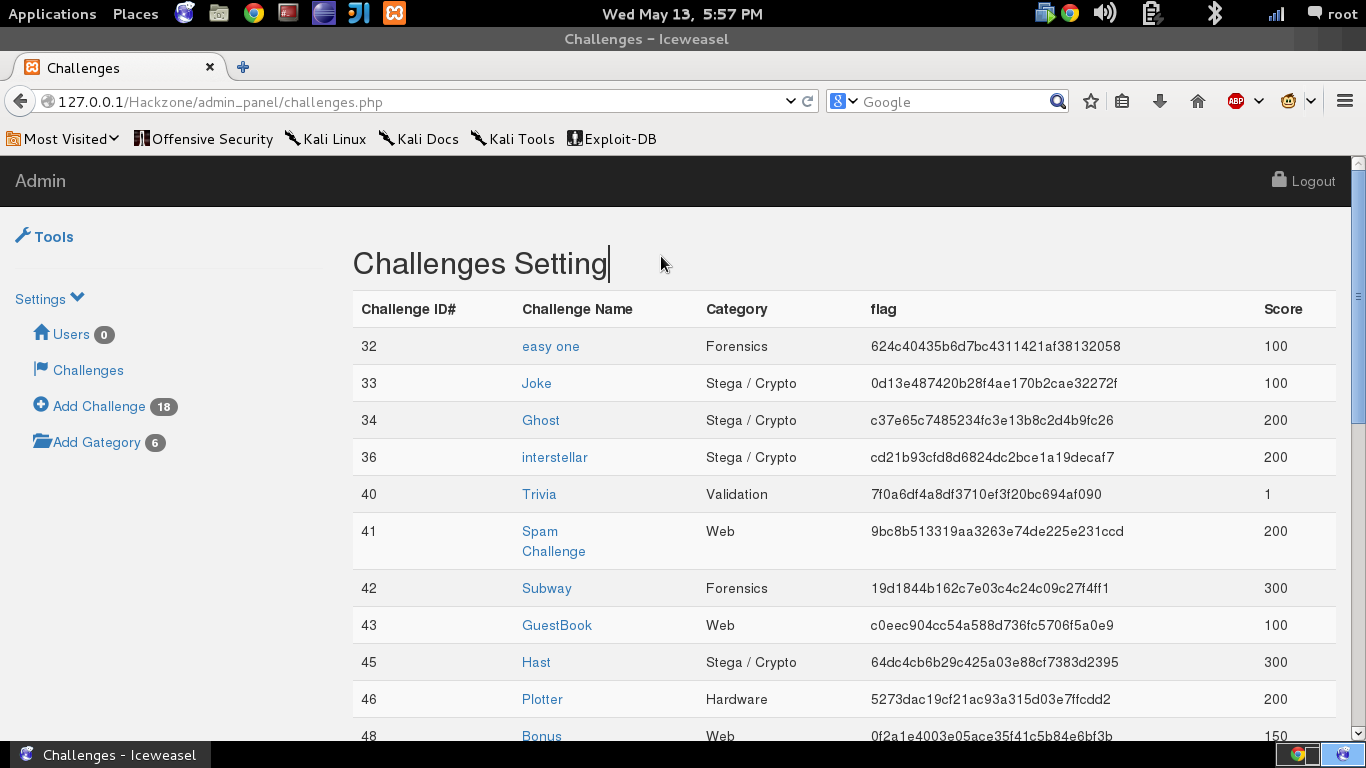 Applications Places Wed May 13, 5:57 PM root
Challenges - Iceweasel
Challenges
127.0.0.1/Hackzone/admin_panel/challenges.php Google ABP
Most Visited Offensive Security Kali Linux Kali Docs Kali Tools Exploit-DB
Admin Logout
Tools
Settings
Users 0
Challenges
Add Challenge 18
Add Gategory 6
Challenges Setting
Challenge ID# Challenge Name Category flag Score
32 easy one Forensics 624c40435b6d7bc4311421af38132058 100
33 Joke Stega / Crypto 0d13e487420b28f4ae170b2cae32272f 100
34 Ghost Stega / Crypto c37e65c7485234fc3e13b8c2d4b9fc26 200
36 interstellar Stega / Crypto cd21b93cfd8d6824dc2bce1a19decaf7 200
40 Trivia Validation 7f0a6df4a8df3710ef3f20bc694af090 1
41 Spam Web 9bc8b513319aa3263e74de225e231ccd 200
Challenge
42 Subway Forensics 19d1844b162c7e03c4c24c09c27f4ff1 300
43 GuestBook Web c0eec904cc54a588d736fc5706f5a0e9 100
45 Hast Stega / Crypto 64dc4cb6b29c425a03e88cf7383d2395 300
46 Plotter Hardware 5273dac19cf21ac93a315d03e7ffcdd2 200
48 Bonus Web 0f2a1e4003e05ace35f41c5b84e6bf3b 150
Challenges - Iceweasel